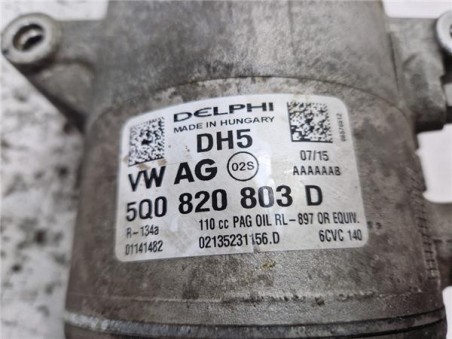 DELPHI
MADE IN HUNGARY
DH5
VW AG 02S 07/15
AAAAAAB
5Q0 820 803 D
R-134a 110 cc PAG OIL RL-897 OR EQUIV.
D1141482 02135231156.D 6CVC 140